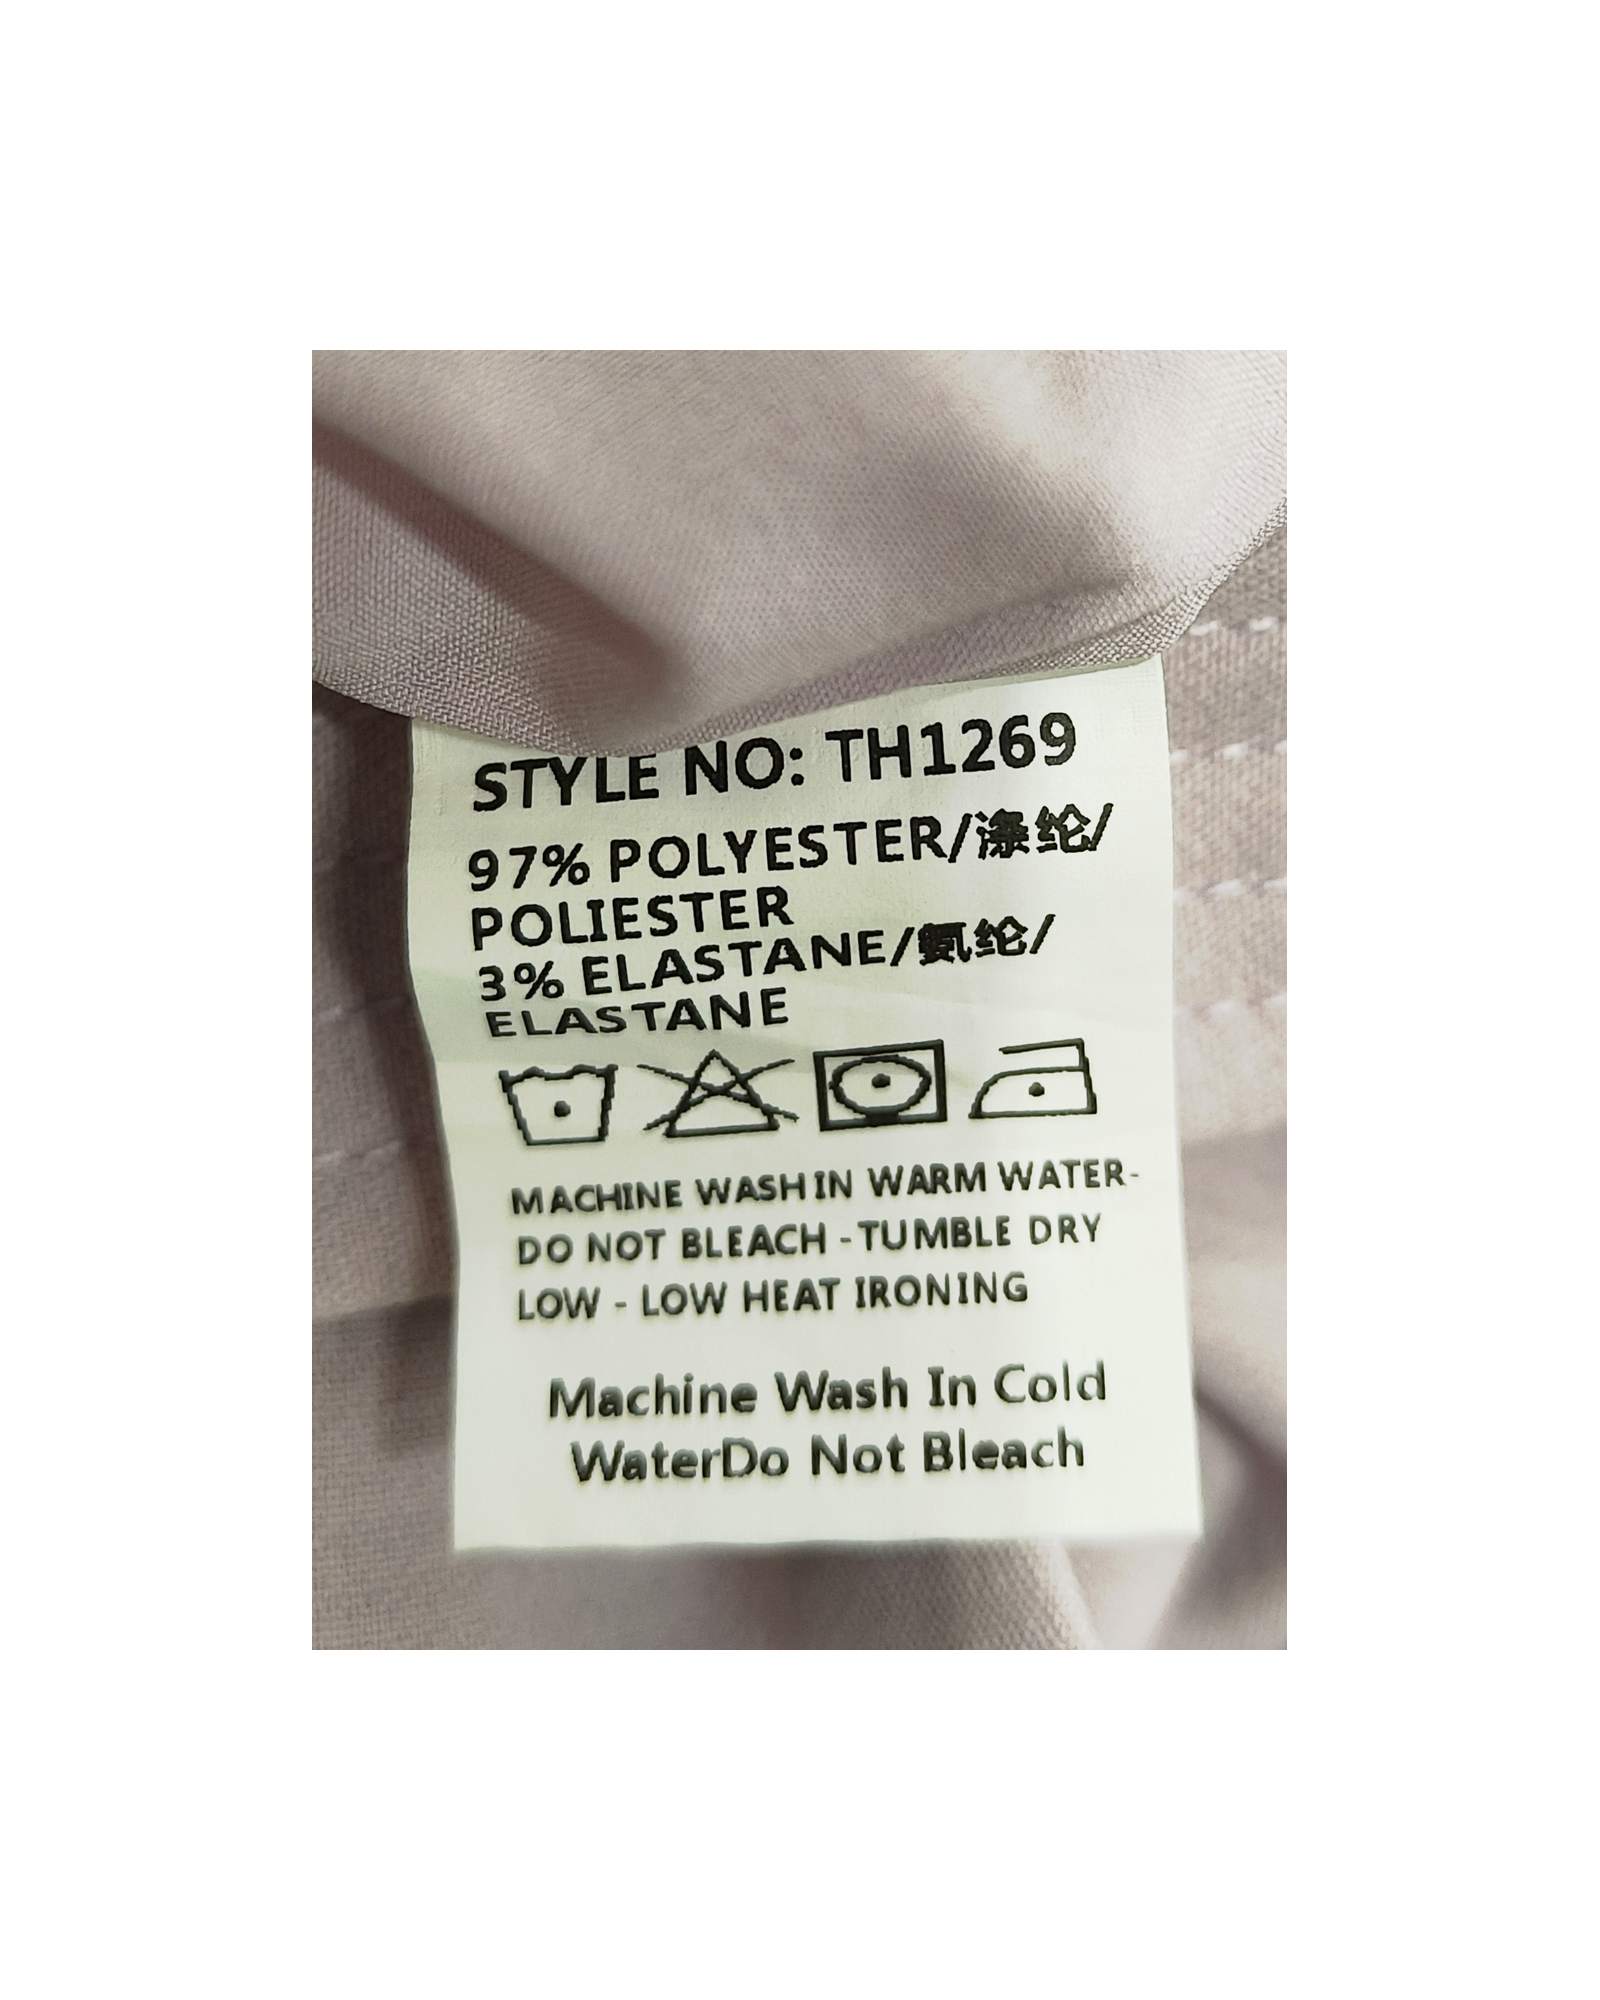 STYLE NO: TH1269
97% POLYESTER/涤纶/
POLIESTER
3% ELASTANE/氨纶/
ELASTANE
MACHINE WASH IN WARM WATER-
DO NOT BLEACH - TUMBLE DRY
LOW - LOW HEAT IRONING
Machine Wash In Cold
WaterDo Not Bleach